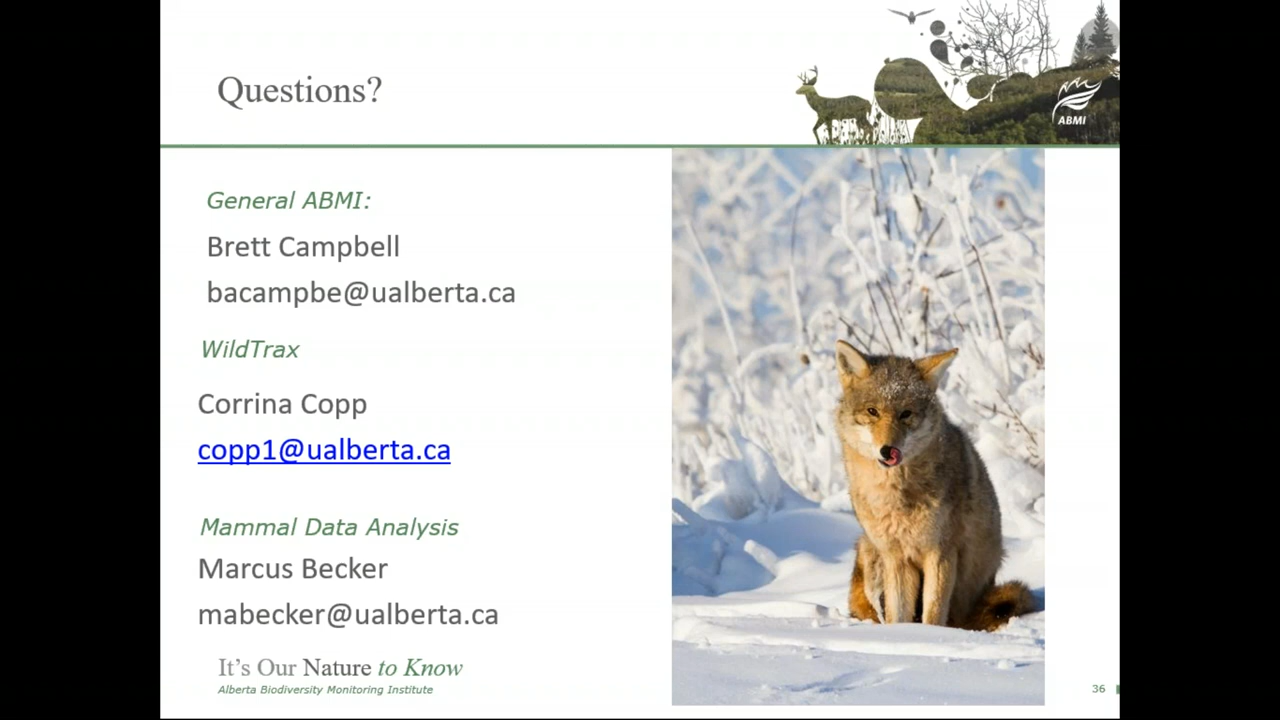 Questions?
ABMI
General ABMI:
Brett Campbell
bacampbe@ualberta.ca
WildTrax
Corrina Copp
copp1@ualberta.ca
Mammal Data Analysis
Marcus Becker
mabecker@ualberta.ca
It's Our Nature to Know
Alberta Biodiversity Monitoring Institute
36